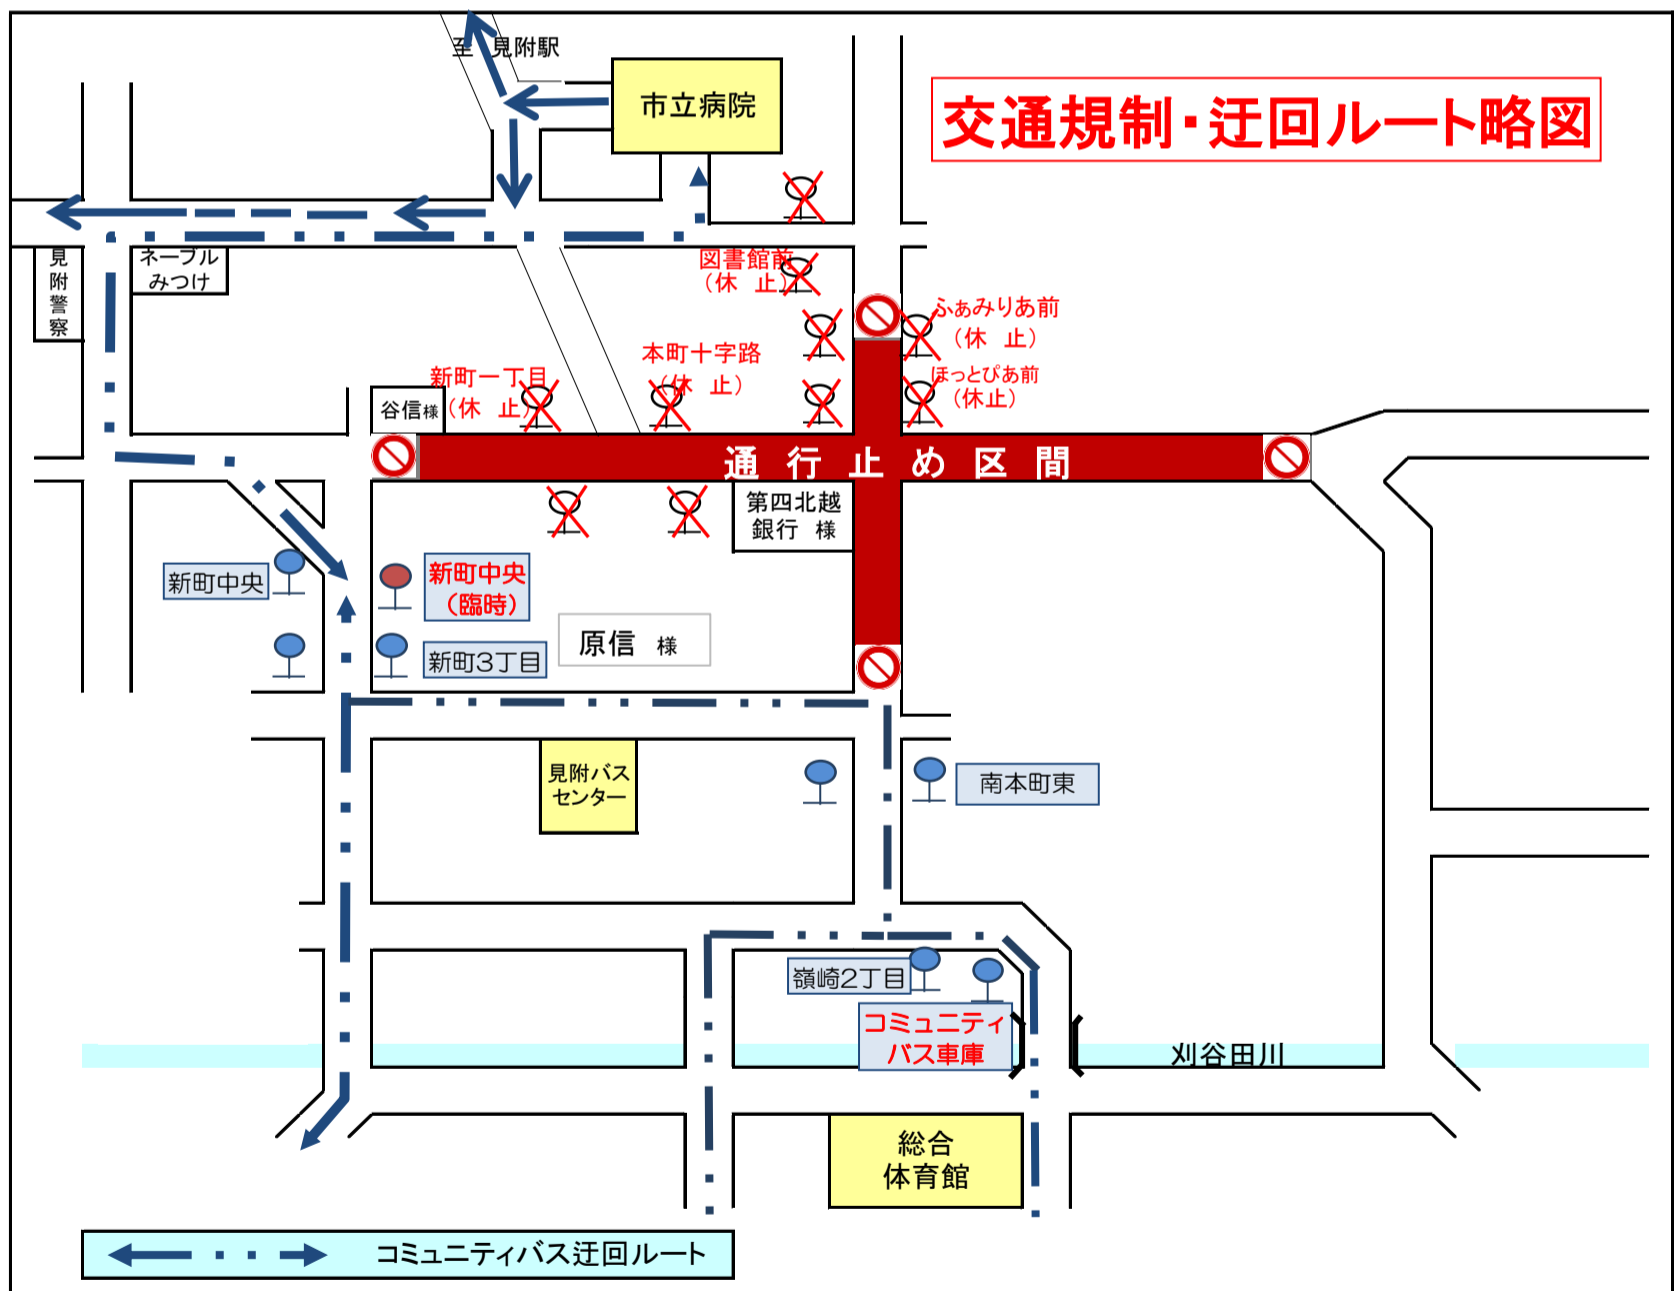 至 見附駅
市立病院
交通規制・迂回ルート略図
見
附
警
察
ネーブル
みつけ
図書館前
（休 止）
ふぁみりあ前
（休 止）
本町十字路
（休 止）
新町一丁目
（休 止）
ほっとぴあ前
（休止）
谷信様
通行止め区間
第四北越
銀行 様
新町中央
新町中央
（臨時）
原信 様
新町3丁目
見附バス
センター
南本町東
嶺崎2丁目
コミュニティ
バス車庫
刈谷田川
総合
体育館
コミュニティバス迂回ルート